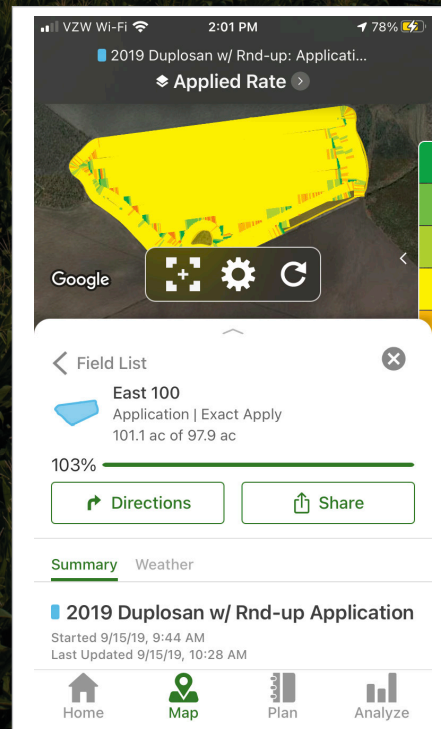 VZW Wi-Fi 2:01 PM 78%
2019 Duplosan w/ Rnd-up: Applicati...
Applied Rate
Google
Field List
East 100
Application | Exact Apply
101.1 ac of 97.9 ac
103%
Directions Share
Summary Weather
2019 Duplosan w/ Rnd-up Application
Started 9/15/19, 9:44 AM
Last Updated 9/15/19, 10:28 AM
Home Map Plan Analyze